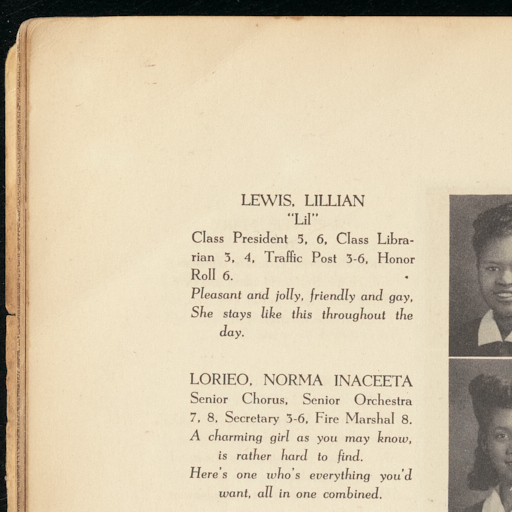 LEWIS, LILLIAN
"Lil"
Class President 5, 6, Class Libra-
rian 3, 4, Traffic Post 3-6, Honor
Roll 6.
Pleasant and jolly, friendly and gay,
She stays like this throughout the
day.
LORIEO, NORMA INACEETA
Senior Chorus, Senior Orchestra
7, 8, Secretary 3-6, Fire Marshal 8.
A charming girl as you may know,
is rather hard to find.
Here's one who's everything you'd
want, all in one combined.